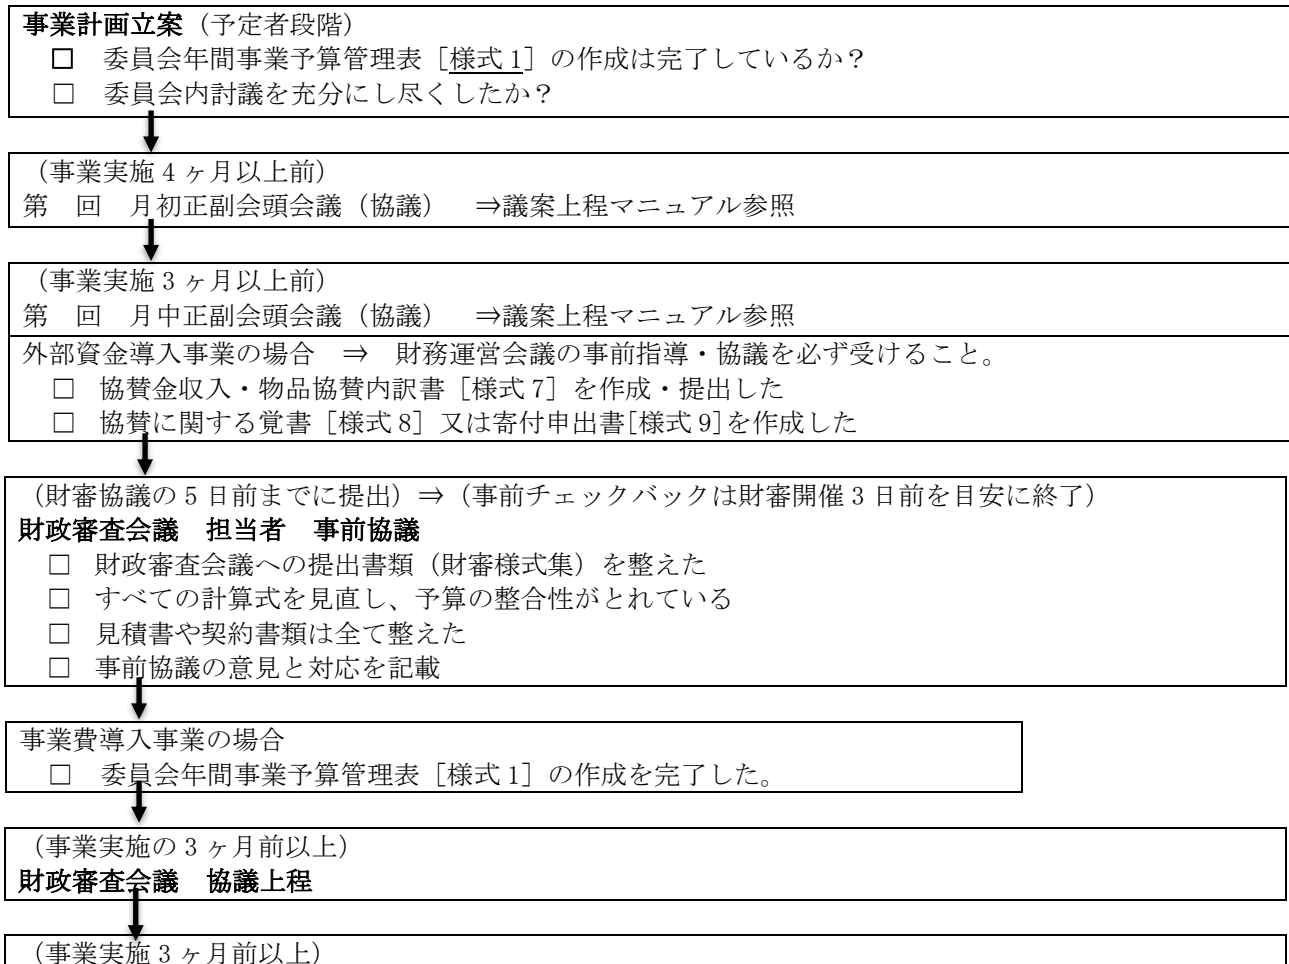 事業計画立案（予定者段階）
□　委員会年間事業予算管理表［様式1］の作成は完了しているか？
□　委員会内討議を充分にし尽くしたか？
（事業実施4ヶ月以上前）
第　回　月初正副会頭会議（協議）　⇒議案上程マニュアル参照
（事業実施3ヶ月以上前）
第　回　月中正副会頭会議（協議）　⇒議案上程マニュアル参照
外部資金導入事業の場合　⇒　財務運営会議の事前指導・協議を必ず受けること。
□　協賛金収入・物品協賛内訳書［様式7］を作成・提出した
□　協賛に関する覚書［様式8］又は寄付申出書[様式9]を作成した
（財審協議の5日前までに提出）⇒（事前チェックバックは財審開催3日前を目安に終了）
財政審査会議　担当者　事前協議
□　財政審査会議への提出書類（財審様式集）を整えた
□　すべての計算式を見直し、予算の整合性がとれている
□　見積書や契約書類は全て整えた
□　事前協議の意見と対応を記載
事業費導入事業の場合
□　委員会年間事業予算管理表［様式1］の作成を完了した。
（事業実施の3ヶ月前以上）
財政審査会議　協議上程
（事業実施3ヶ月前以上）